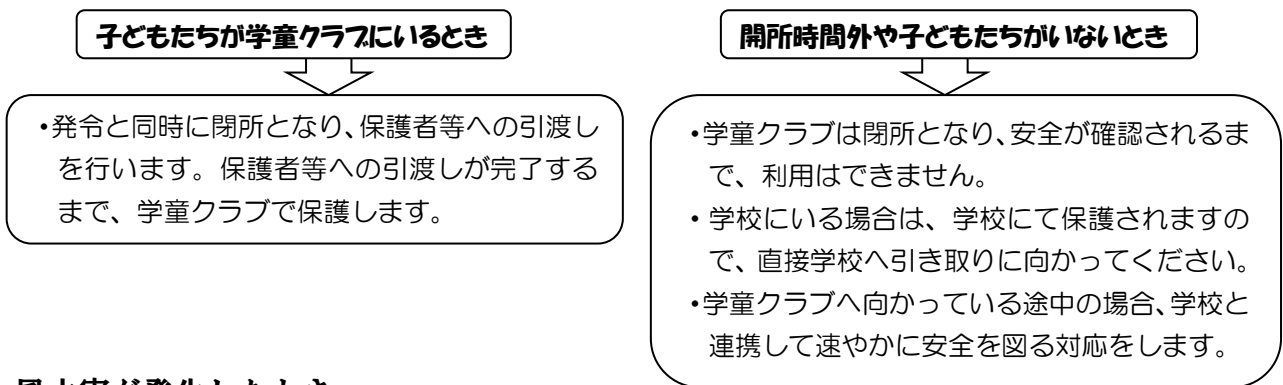 子どもたちが学童クラブにいるとき
・発令と同時に閉所となり、保護者等への引渡し
を行います。保護者等への引渡しが完了する
まで、学童クラブで保護します。
開所時間外や子どもたちがいないとき
・学童クラブは閉所となり、安全が確認されるま
で、利用はできません。
・学校にいる場合は、学校にて保護されますの
で、直接学校へ引き取りに向かってください。
・学童クラブへ向かっている途中の場合、学校と
連携して速やかに安全を図る対応をします。
風水害が発生したとき